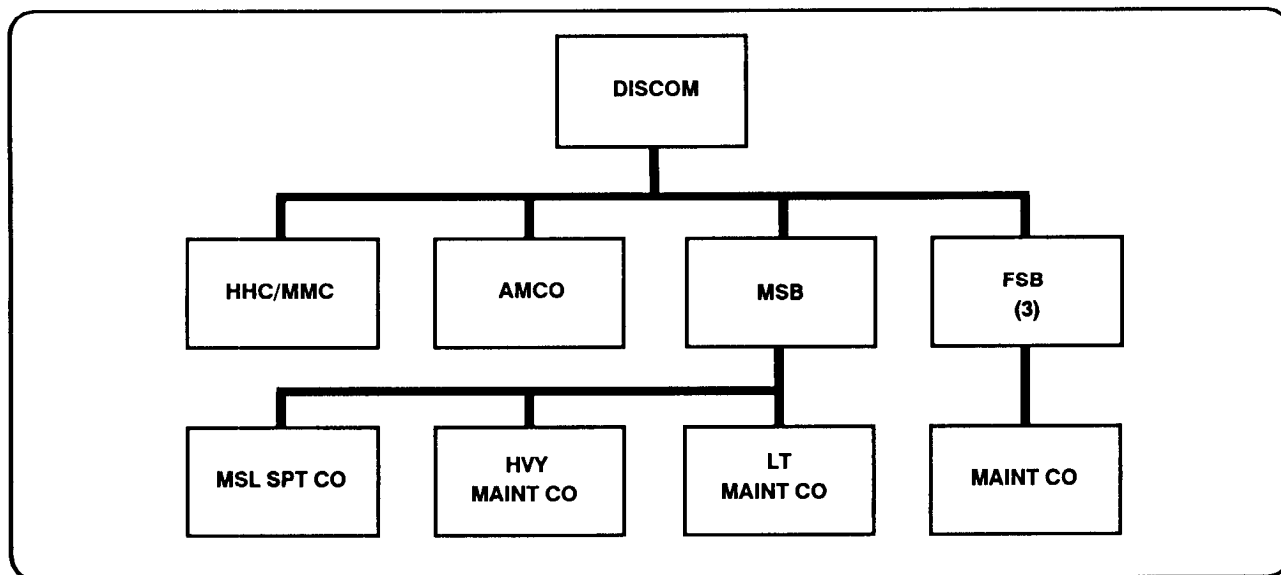 DISCOM
HHC/MMC
AMCO
MSB
FSB
(3)
MSL SPT CO
HVY
MAINT CO
LT
MAINT CO
MAINT CO